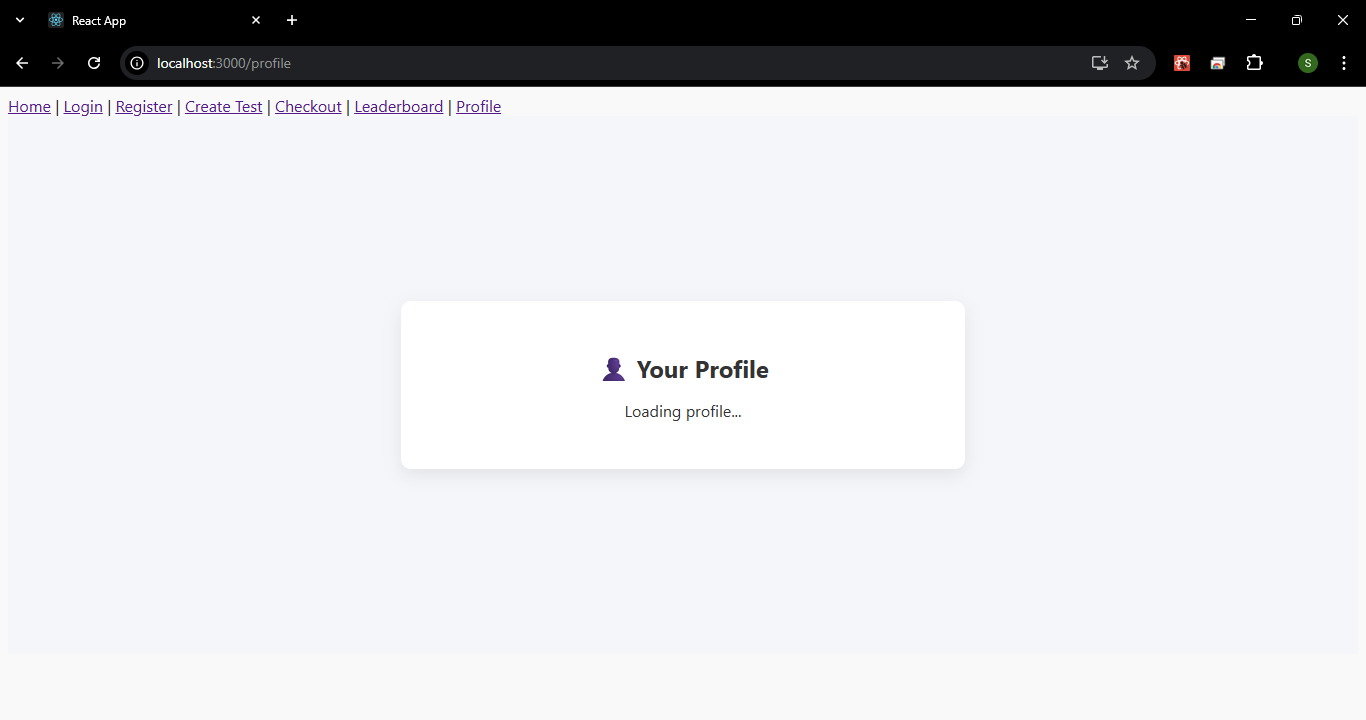 React App
localhost:3000/profile
S
Home | Login | Register | Create Test | Checkout | Leaderboard | Profile
Your Profile
Loading profile...